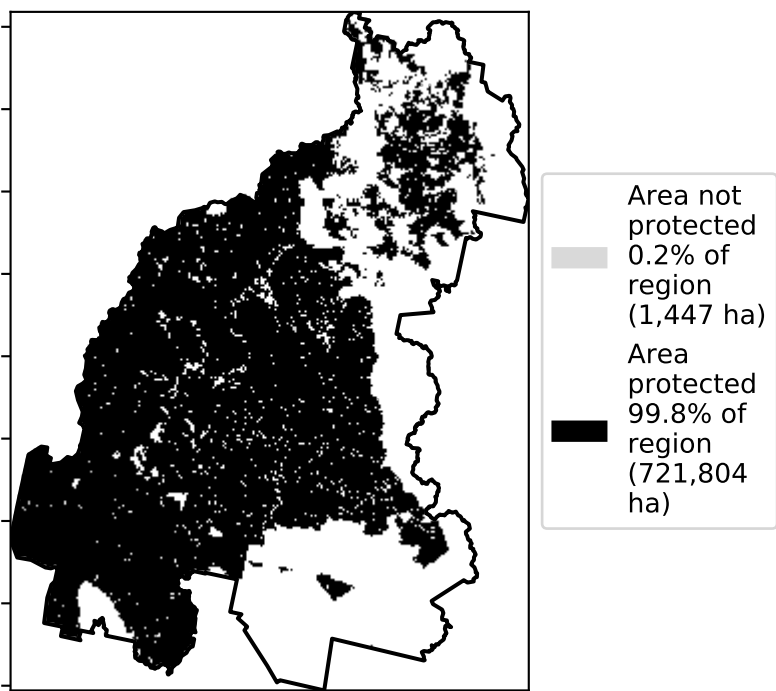 Area not
protected
0.2% of
region
(1,447 ha)
Area
protected
99.8% of
region
(721,804
ha)